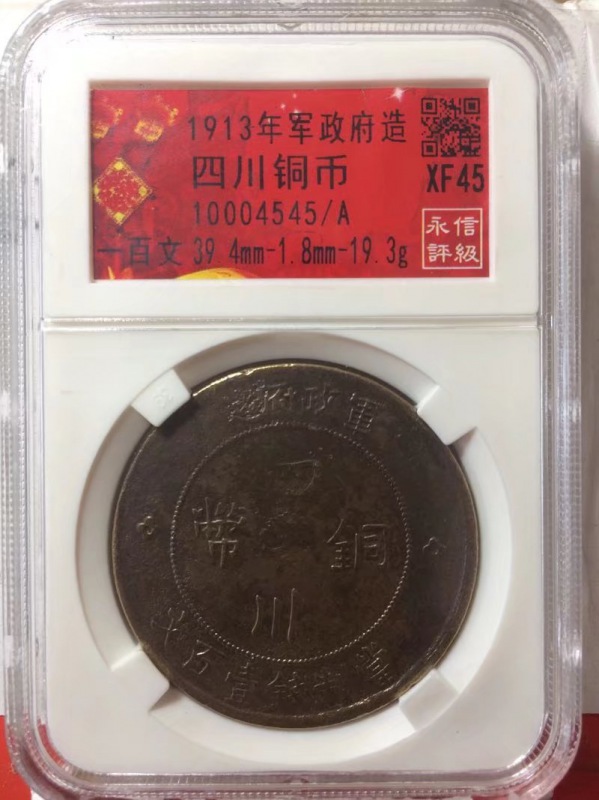 1913年军政府造
四川铜币
XF45
10004545/A
一百文 39.4mm-1.8mm-19.3g
永信
評級
軍政府造
四川
銅幣
當制錢壹百文